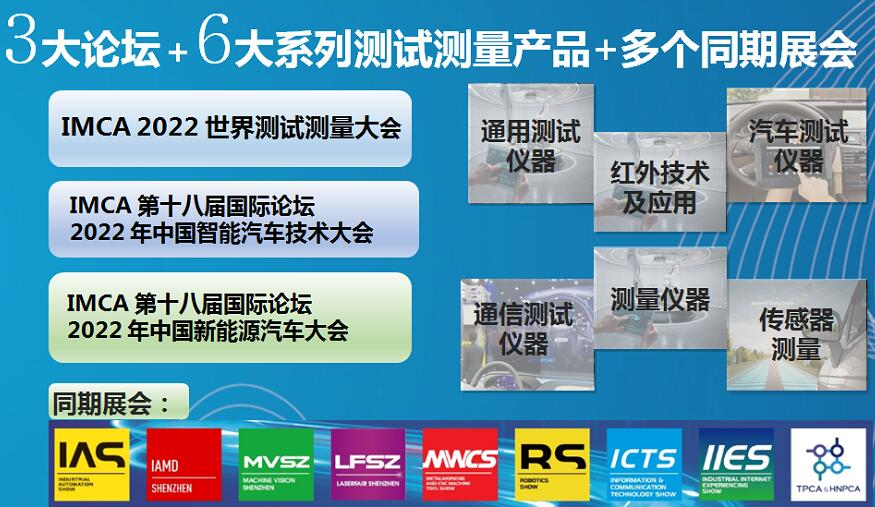 3大论坛+6大系列测试测量产品+多个同期展会
IMCA 2022 世界测试测量大会
IMCA 第十八届国际论坛
2022 年中国智能汽车技术大会
IMCA 第十八届国际论坛
2022 年中国新能源汽车大会
通用测试
仪器
红外技术
及应用
汽车测试
仪器
通信测试
仪器
测量仪器
传感器
测量
同期展会：
IAS
INDUSTRIAL
AUTOMATION
SHOW
IAMD
SHENZHEN
MVSZ
MACHINE VISION
SHENZHEN
LFSZ
LASERFAIR SHENZHEN
MWCS
METALWORKING
AND CNC MACHINE
TOOL SHOW
RS
ROBOTICS
SHOW
ICTS
INFORMATION &
COMMUNICATION
TECHNOLOGY SHOW
IIES
INDUSTRIAL INTERNET
EXPERIENCING
SHOW
TPCA & HNPCA